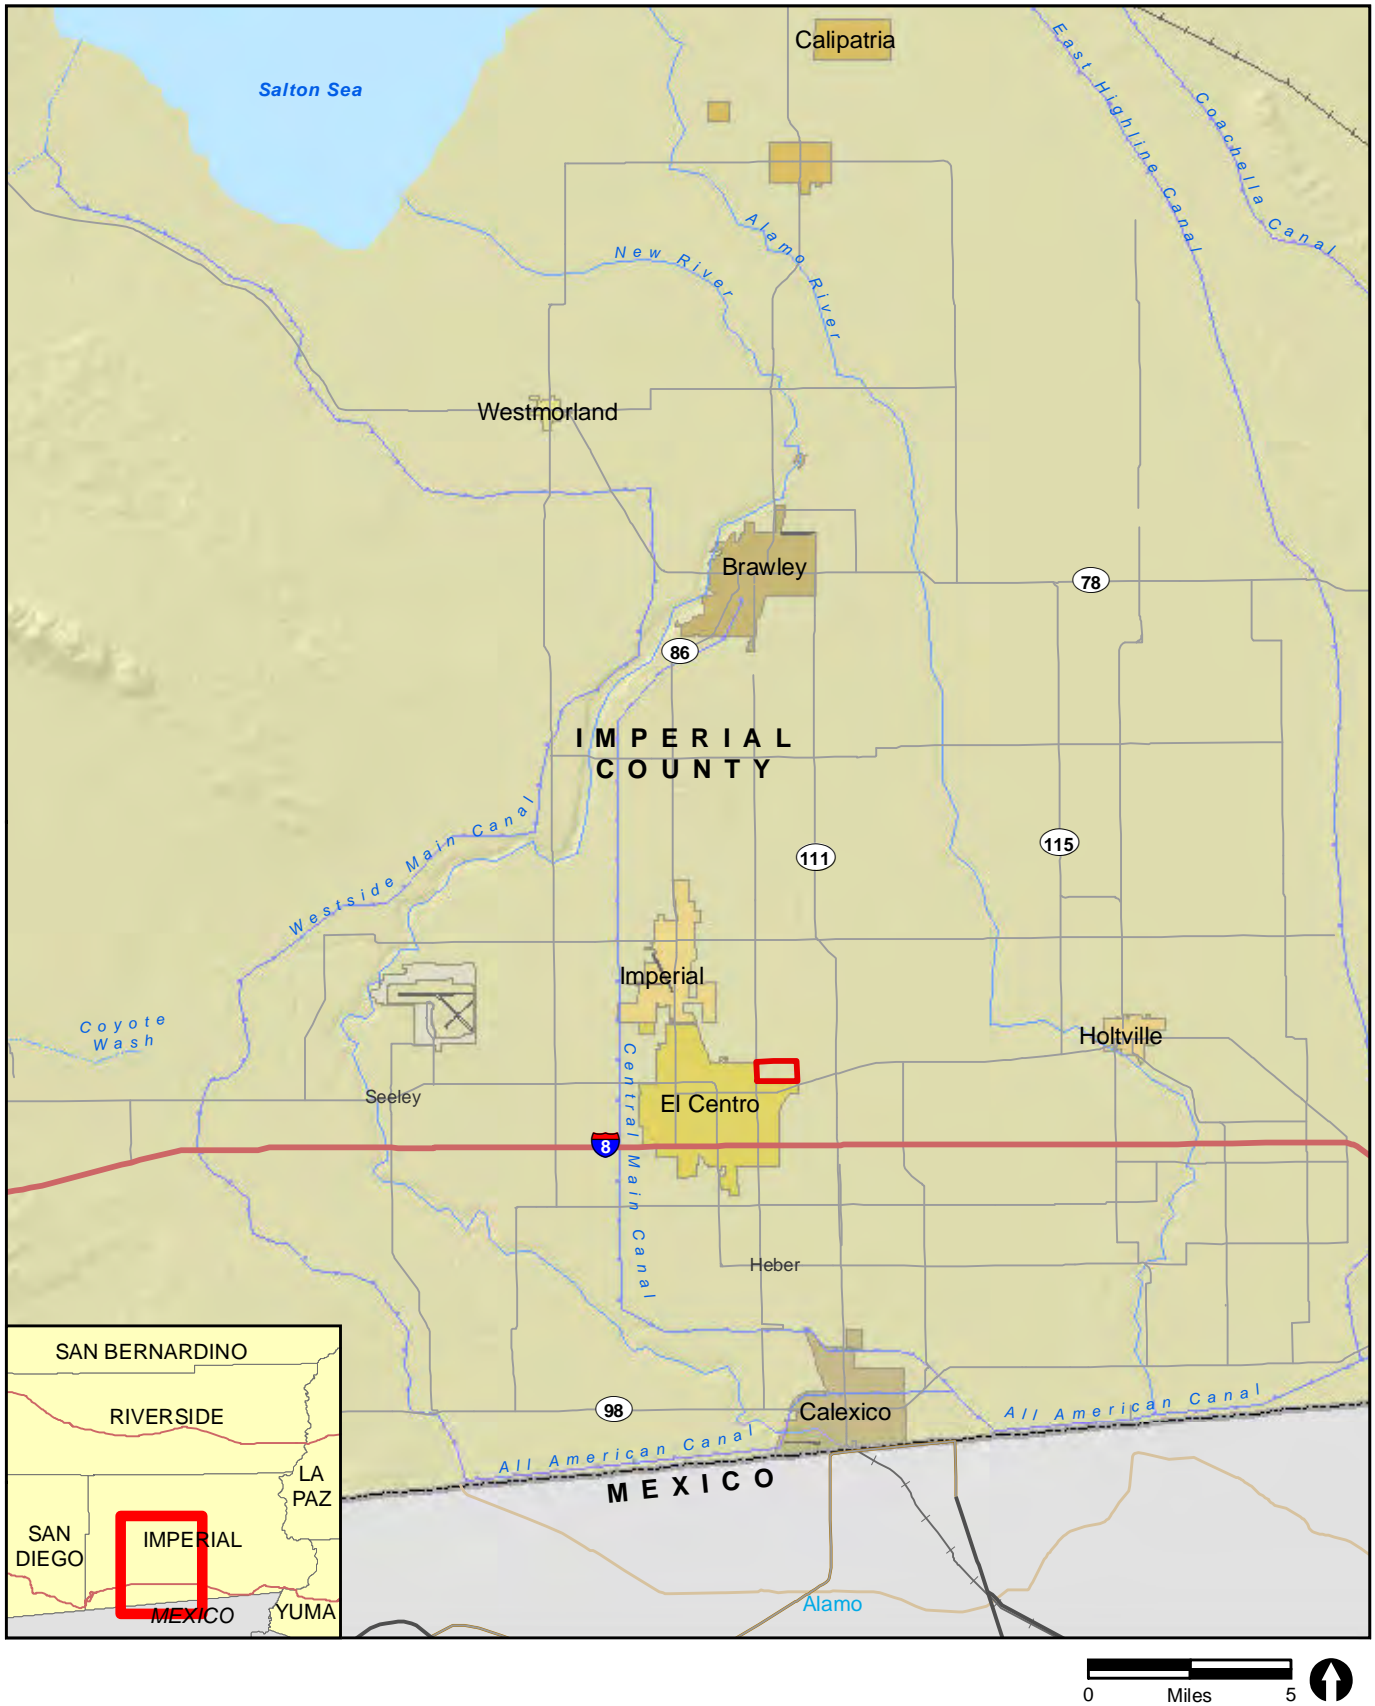 Calipatria
Salton Sea
East Highline Canal
Coachella Canal
Alamo River
New River
Westmorland
Brawley
78
86
IMPERIAL
COUNTY
Westside Main Canal
111
115
Imperial
Coyote
Wash
Holtville
Seeley
El Centro
8
Central Main Canal
Heber
98
Calexico
All American Canal
All American Canal
MEXICO
Alamo
SAN BERNARDINO
RIVERSIDE
LA
PAZ
SAN
DIEGO
IMPERIAL
MEXICO
YUMA
0 Miles 5